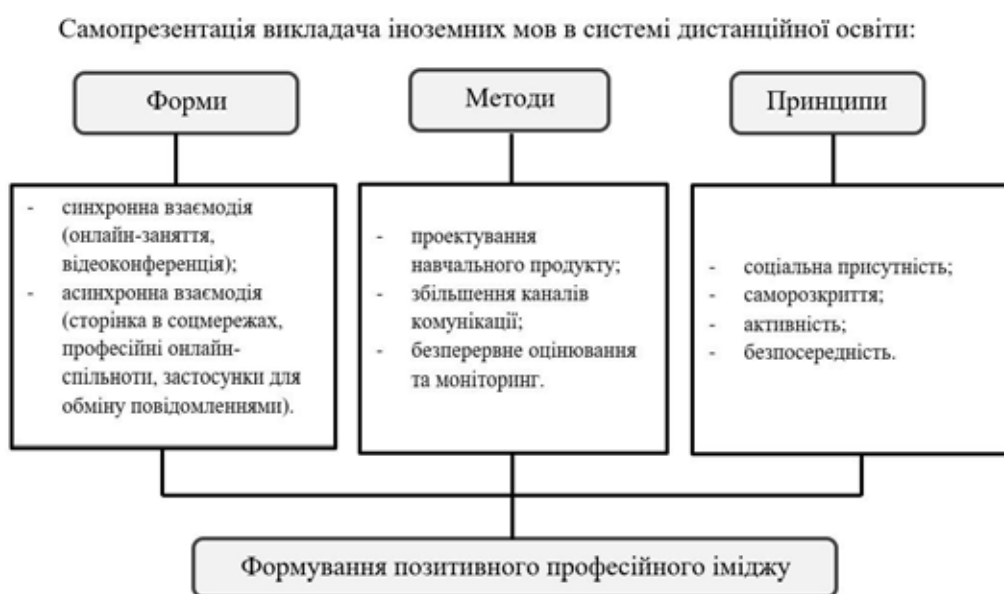 Самопрезентація викладача іноземних мов в системі дистанційної освіти:
Форми
Методи
Принципи
- синхронна взаємодія
(онлайн-заняття,
відеоконференція);
- асинхронна взаємодія
(сторінка в соцмережах,
професійні онлайн-
спільноти, застосунки для
обміну повідомленнями).
- проектування
навчального продукту;
- збільшення каналів
комунікації;
- безперервне оцінювання
та моніторинг.
- соціальна присутність;
- саморозкриття;
- активність;
- безпосередність.
Формування позитивного професійного іміджу